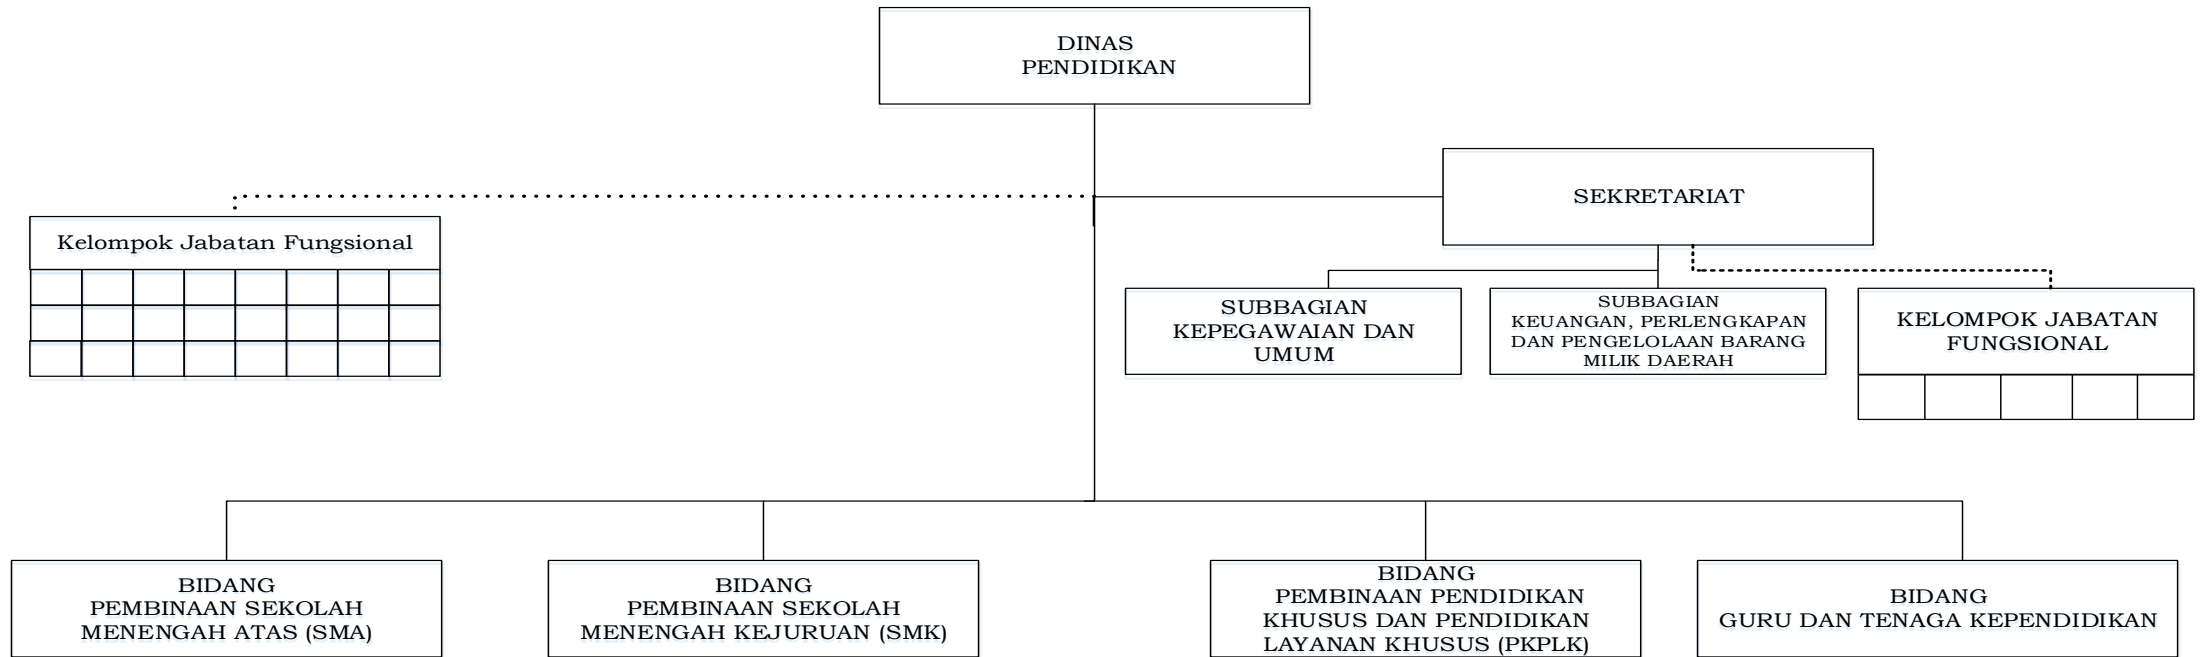 DINAS
PENDIDIKAN
SEKRETARIAT
Kelompok Jabatan Fungsional
SUBBAGIAN
KEPEGAWAIAN DAN
UMUM
SUBBAGIAN
KEUANGAN, PERLENGKAPAN
DAN PENGELOLAAN BARANG
MILIK DAERAH
KELOMPOK JABATAN
FUNGSIONAL
BIDANG
PEMBINAAN SEKOLAH
MENENGAH ATAS (SMA)
BIDANG
PEMBINAAN SEKOLAH
MENENGAH KEJURUAN (SMK)
BIDANG
PEMBINAAN PENDIDIKAN
KHUSUS DAN PENDIDIKAN
LAYANAN KHUSUS (PKPLK)
BIDANG
GURU DAN TENAGA KEPENDIDIKAN